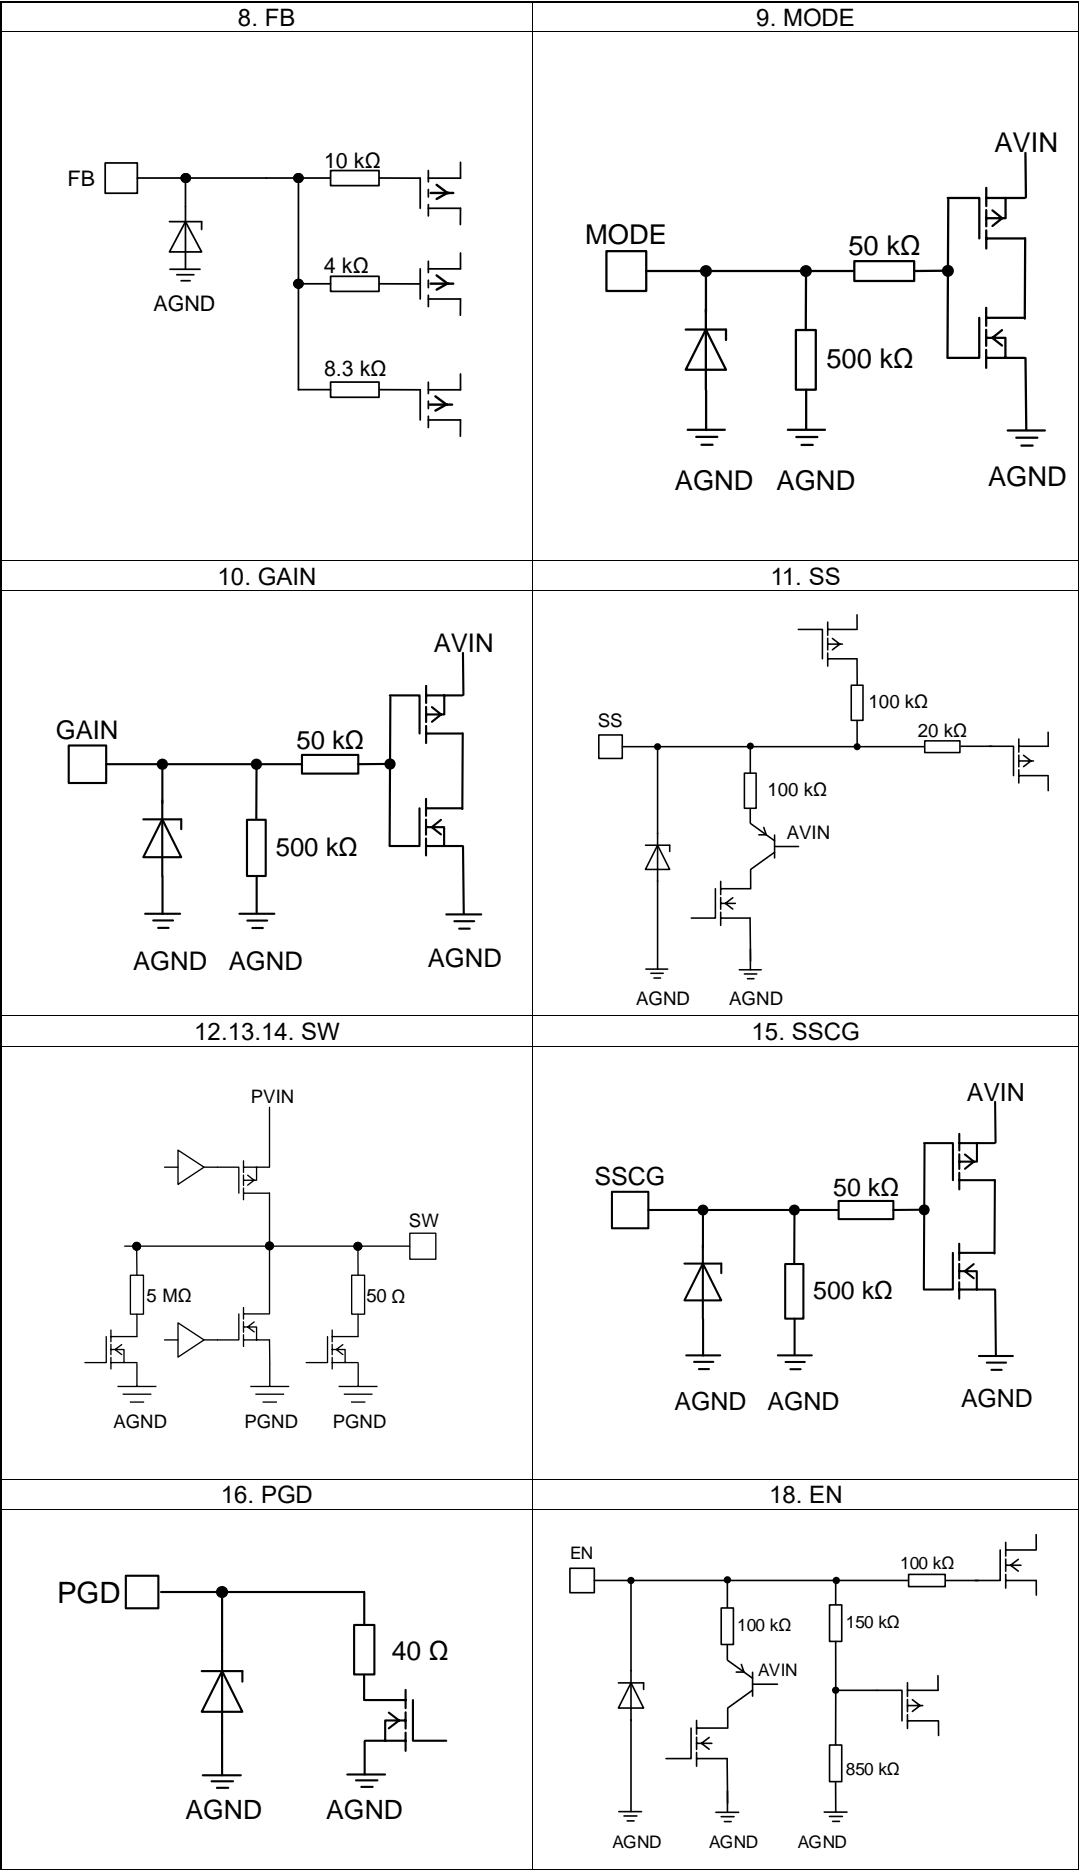 8. FB
9. MODE
FB
10 kΩ
4 kΩ
8.3 kΩ
AGND
AVIN
MODE
50 kΩ
500 kΩ
AGND
AGND
AGND
10. GAIN
11. SS
AVIN
GAIN
50 kΩ
500 kΩ
AGND
AGND
AGND
100 kΩ
SS
20 kΩ
100 kΩ
AVIN
AGND
AGND
12.13.14. SW
15. SSCG
PVIN
SW
5 MΩ
50 Ω
AGND
PGND
PGND
AVIN
SSCG
50 kΩ
500 kΩ
AGND
AGND
AGND
16. PGD
18. EN
PGD
40 Ω
AGND
AGND
EN
100 kΩ
100 kΩ
150 kΩ
AVIN
850 kΩ
AGND
AGND
AGND